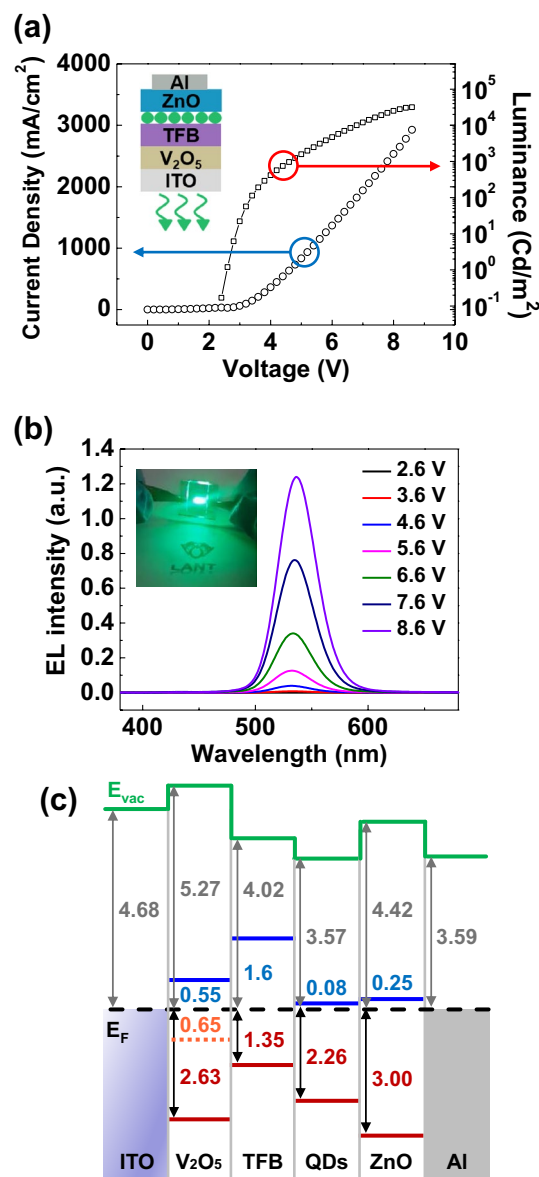 (a)
4000
3000
2000
1000
0
Current Density (mA/cm²)
Al
ZnO
TFB
V₂O₅
ITO
10⁵
10⁴
10³
10²
10¹
10⁰
10⁻¹
Luminance (Cd/m²)
0 2 4 6 8 10
Voltage (V)
(b)
1.4
1.2
1.0
0.8
0.6
0.4
0.2
0.0
EL intensity (a.u.)
LANT
2.6 V
3.6 V
4.6 V
5.6 V
6.6 V
7.6 V
8.6 V
400 500 600
Wavelength (nm)
(c)
Evac
4.68 5.27 4.02 3.57 4.42 3.59
0.55 1.6 0.08 0.25
EF
0.65 1.35 2.26 3.00
2.63
ITO V₂O₅ TFB QDs ZnO Al